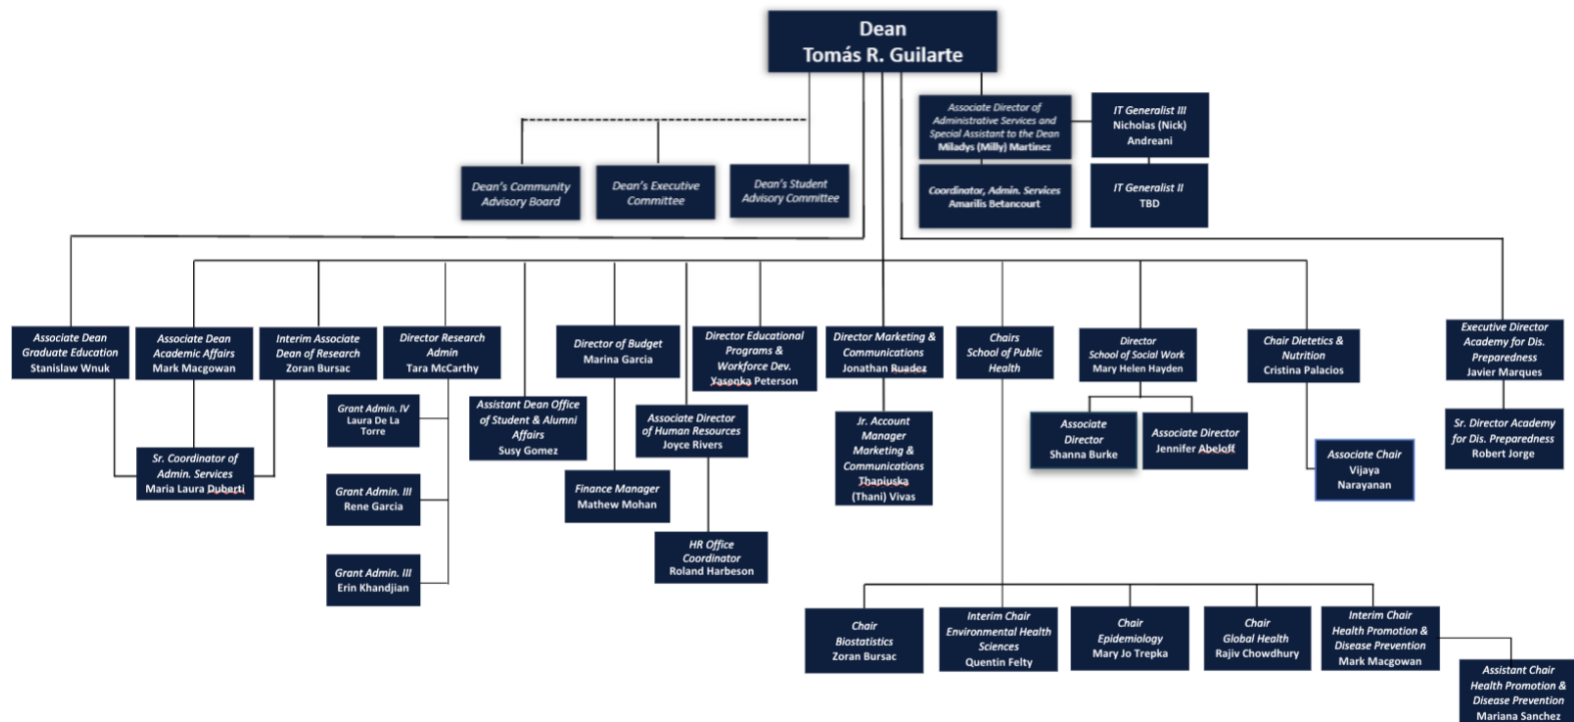 Dean
Tomás R. Guilarte
Associate Director of
Administrative Services and
Special Assistant to the Dean
Miladys (Milly) Martinez
IT Generalist III
Nicholas (Nick)
Andreani
Dean's Community
Advisory Board
Dean's Executive
Committee
Dean's Student
Advisory Committee
Coordinator, Admin. Services
Amarilis Betancourt
IT Generalist II
TBD
Associate Dean
Graduate Education
Stanislaw Wnuk
Associate Dean
Academic Affairs
Mark Macgowan
Interim Associate
Dean of Research
Zoran Bursac
Director Research
Admin
Tara McCarthy
Director of Budget
Marina Garcia
Director Educational
Programs &
Workforce Dev.
Yasenka Peterson
Director Marketing &
Communications
Jonathan Ruadez
Chairs
School of Public
Health
Director
School of Social Work
Mary Helen Hayden
Chair Dietetics &
Nutrition
Cristina Palacios
Executive Director
Academy for Dis.
Preparedness
Javier Marques
Grant Admin. IV
Laura De La
Torre
Assistant Dean Office
of Student & Alumni
Affairs
Susy Gomez
Associate Director
of Human Resources
Joyce Rivers
Jr. Account
Manager
Marketing &
Communications
Thaniuska
(Thani) Vivas
Associate
Director
Shanna Burke
Associate Director
Jennifer Abeloff
Sr. Director Academy
for Dis. Preparedness
Robert Jorge
Sr. Coordinator of
Admin. Services
Maria Laura Duberti
Associate Chair
Vijaya
Narayanan
Grant Admin. III
Rene Garcia
Finance Manager
Mathew Mohan
HR Office
Coordinator
Roland Harbeson
Grant Admin. III
Erin Khandjian
Chair
Biostatistics
Zoran Bursac
Interim Chair
Environmental Health
Sciences
Quentin Felty
Chair
Epidemiology
Mary Jo Trepka
Chair
Global Health
Rajiv Chowdhury
Interim Chair
Health Promotion &
Disease Prevention
Mark Macgowan
Assistant Chair
Health Promotion &
Disease Prevention
Mariana Sanchez